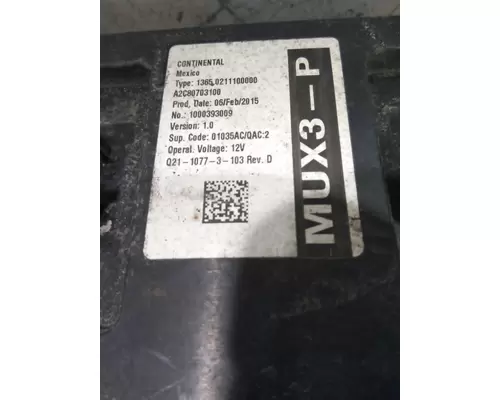 CONTINENTAL
Mexico
Type: 1365.0211100000
A2C80703100
Prod. Date: 06/Feb/2015
No.: 1000393009
Version: 1.0
Sup. Code: 01035AC/QAC:2
Operat. Voltage: 12V
Q21-1077-3-103 Rev. D
MUX3-P